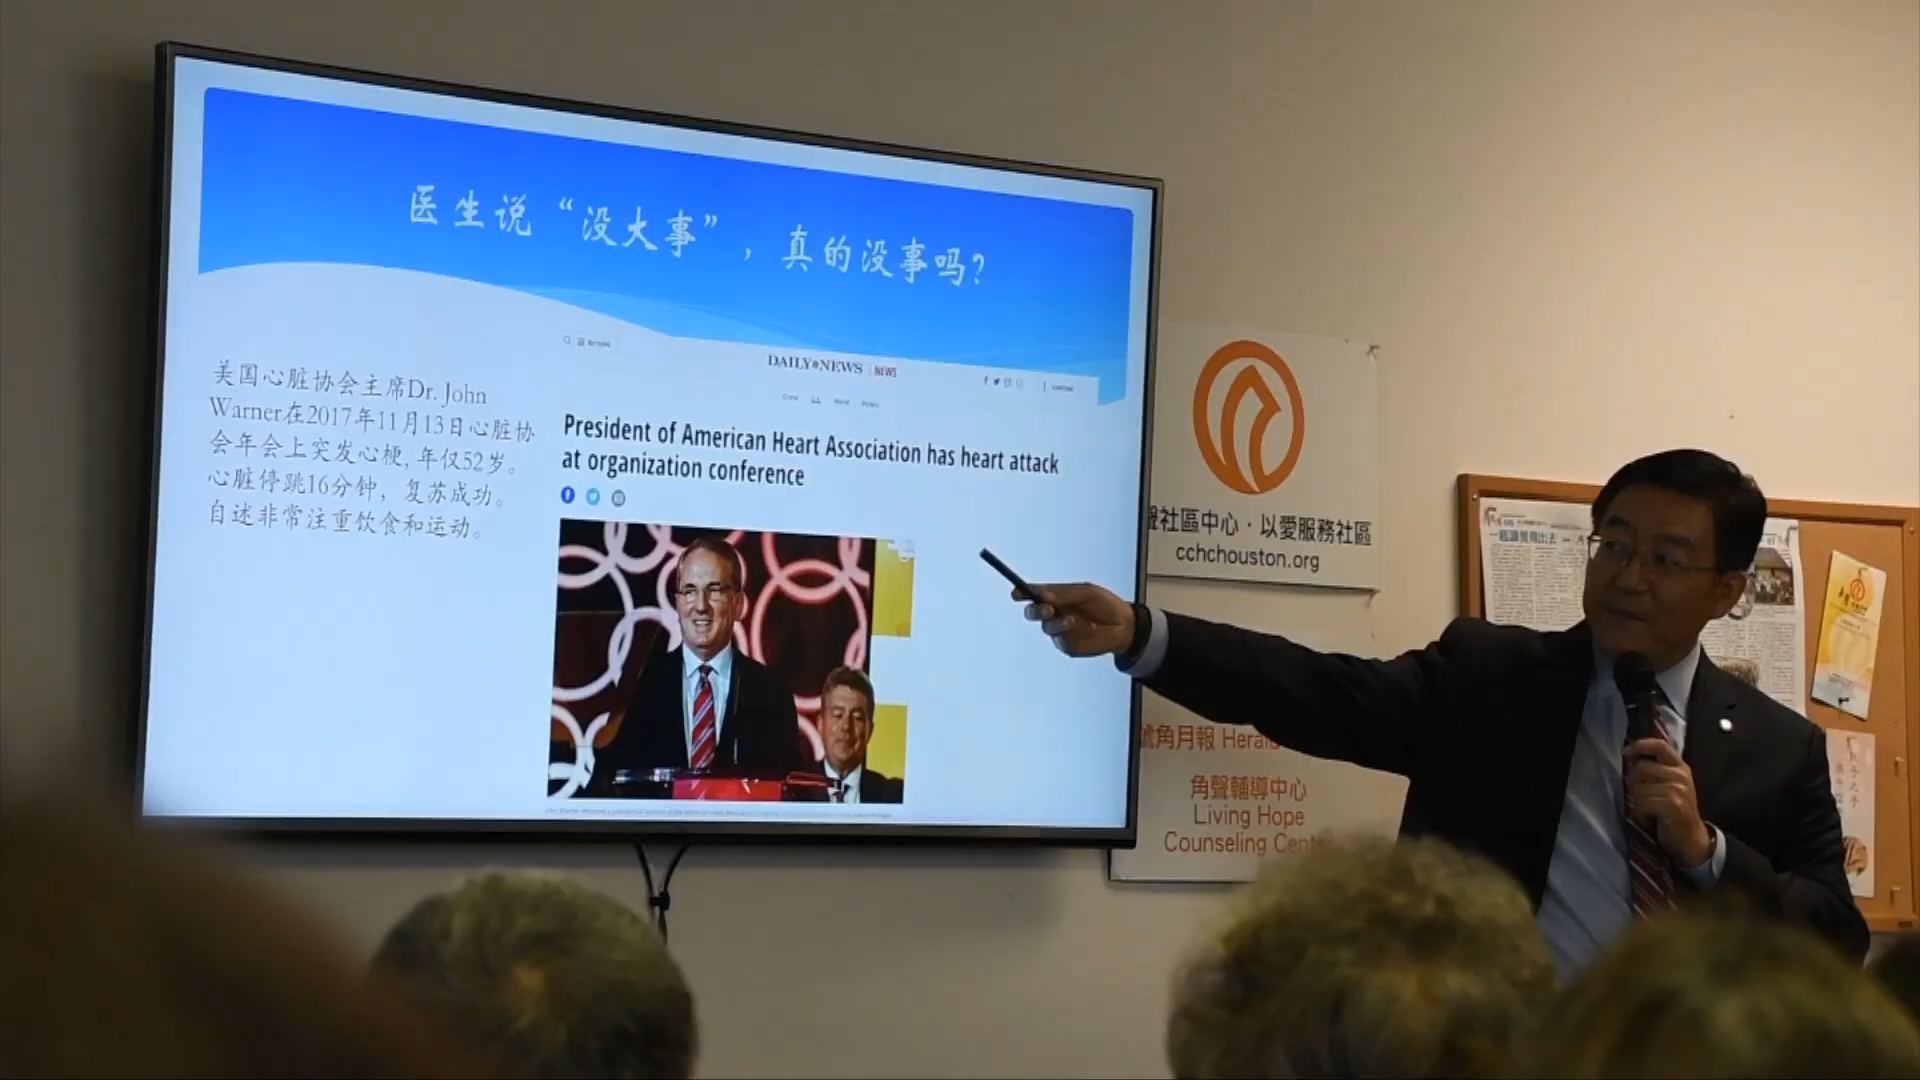 医生说“没大事”，真的没事吗?
美国心脏协会主席Dr. John
Warner在2017年11月13日心脏协
会年会上突发心梗, 年仅52岁。
心脏停跳16分钟，复苏成功。
自述非常注重饮食和运动。
DAILY NEWS | NEWS
President of American Heart Association has heart attack
at organization conference
聲社區中心·以愛服務社區
cchchouston.org
號角月報 Herald
角聲輔導中心
Living Hope
Counseling Cent